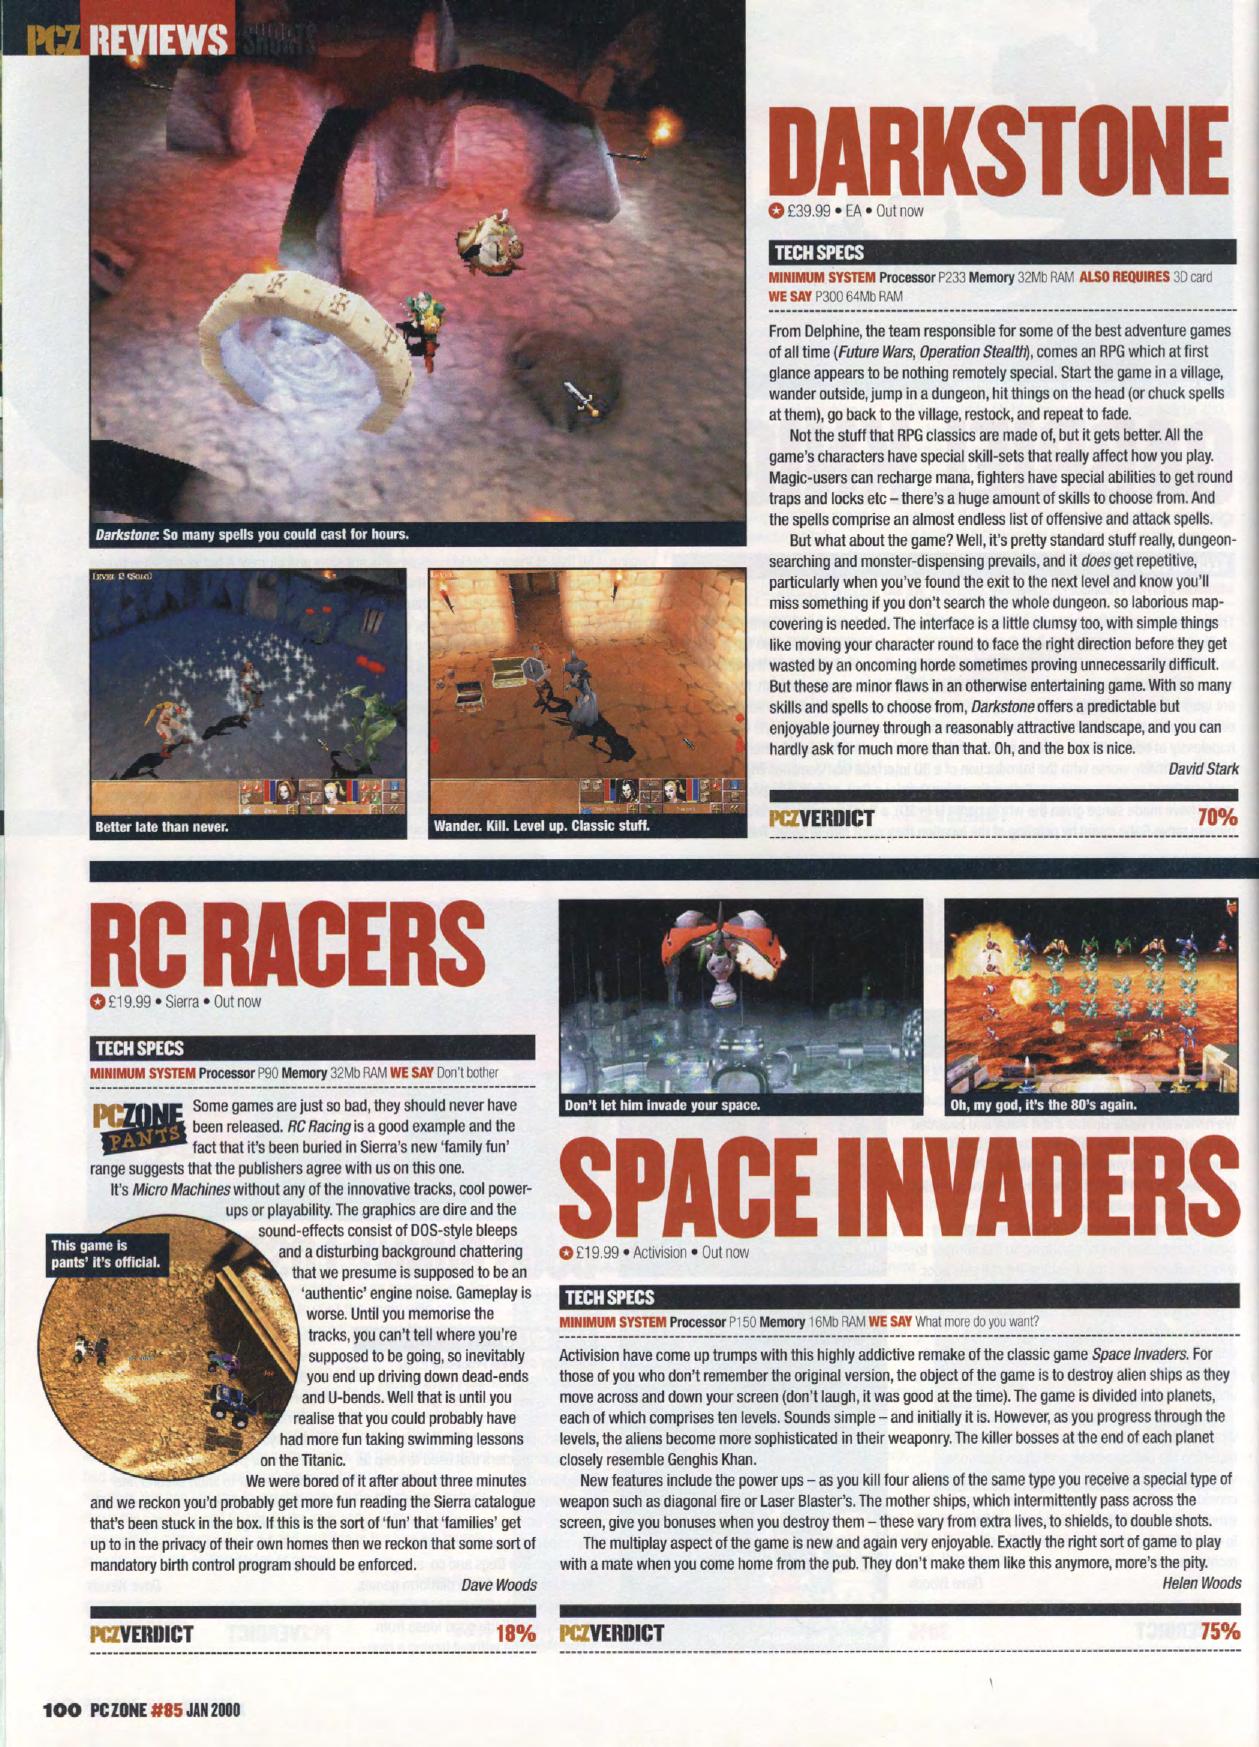 PCZ REVIEWS SHORTS
Darkstone: So many spells you could cast for hours.
LEVEL 12 (SOLO)
Better late than never.
Wander. Kill. Level up. Classic stuff.
DARKSTONE
£39.99 • EA • Out now
TECH SPECS
MINIMUM SYSTEM Processor P233 Memory 32Mb RAM ALSO REQUIRES 3D card
WE SAY P300 64Mb RAM
From Delphine, the team responsible for some of the best adventure games
of all time (Future Wars, Operation Stealth), comes an RPG which at first
glance appears to be nothing remotely special. Start the game in a village,
wander outside, jump in a dungeon, hit things on the head (or chuck spells
at them), go back to the village, restock, and repeat to fade.
Not the stuff that RPG classics are made of, but it gets better. All the
game's characters have special skill-sets that really affect how you play.
Magic-users can recharge mana, fighters have special abilities to get round
traps and locks etc – there's a huge amount of skills to choose from. And
the spells comprise an almost endless list of offensive and attack spells.
But what about the game? Well, it's pretty standard stuff really, dungeon-
searching and monster-dispensing prevails, and it does get repetitive,
particularly when you've found the exit to the next level and know you'll
miss something if you don't search the whole dungeon. so laborious map-
covering is needed. The interface is a little clumsy too, with simple things
like moving your character round to face the right direction before they get
wasted by an oncoming horde sometimes proving unnecessarily difficult.
But these are minor flaws in an otherwise entertaining game. With so many
skills and spells to choose from, Darkstone offers a predictable but
enjoyable journey through a reasonably attractive landscape, and you can
hardly ask for much more than that. Oh, and the box is nice.
David Stark
PCZVERDICT 70%
RC RACERS
£19.99 • Sierra • Out now
TECH SPECS
MINIMUM SYSTEM Processor P90 Memory 32Mb RAM WE SAY Don't bother
PCZONE
PANTS
Some games are just so bad, they should never have
been released. RC Racing is a good example and the
fact that it's been buried in Sierra's new 'family fun'
range suggests that the publishers agree with us on this one.
It's Micro Machines without any of the innovative tracks, cool power-
ups or playability. The graphics are dire and the
sound-effects consist of DOS-style bleeps
and a disturbing background chattering
that we presume is supposed to be an
'authentic' engine noise. Gameplay is
worse. Until you memorise the
tracks, you can't tell where you're
supposed to be going, so inevitably
you end up driving down dead-ends
and U-bends. Well that is until you
realise that you could probably have
had more fun taking swimming lessons
on the Titanic.
We were bored of it after about three minutes
and we reckon you'd probably get more fun reading the Sierra catalogue
that's been stuck in the box. If this is the sort of 'fun' that 'families' get
up to in the privacy of their own homes then we reckon that some sort of
mandatory birth control program should be enforced.
Dave Woods
This game is
pants' it's official.
PCZVERDICT 18%
Don't let him invade your space.
Oh, my god, it's the 80's again.
SPACE INVADERS
£19.99 • Activision • Out now
TECH SPECS
MINIMUM SYSTEM Processor P150 Memory 16Mb RAM WE SAY What more do you want?
Activision have come up trumps with this highly addictive remake of the classic game Space Invaders. For
those of you who don't remember the original version, the object of the game is to destroy alien ships as they
move across and down your screen (don't laugh, it was good at the time). The game is divided into planets,
each of which comprises ten levels. Sounds simple – and initially it is. However, as you progress through the
levels, the aliens become more sophisticated in their weaponry. The killer bosses at the end of each planet
closely resemble Genghis Khan.
New features include the power ups – as you kill four aliens of the same type you receive a special type of
weapon such as diagonal fire or Laser Blaster's. The mother ships, which intermittently pass across the
screen, give you bonuses when you destroy them – these vary from extra lives, to shields, to double shots.
The multiplay aspect of the game is new and again very enjoyable. Exactly the right sort of game to play
with a mate when you come home from the pub. They don't make them like this anymore, more's the pity.
Helen Woods
PCZVERDICT 75%
100 PC ZONE #85 JAN 2000